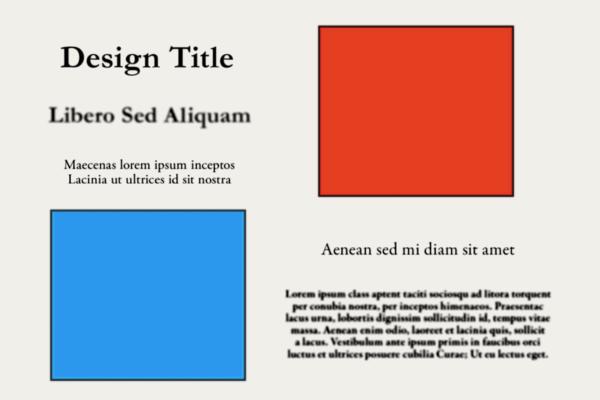 Design Title
Libero Sed Aliquam
Maecenas lorem ipsum inceptos
Lacinia ut ultrices id sit nostra
Aenean sed mi diam sit amet
Lorem ipsum class aptent taciti sociosqu ad litora torquent
per conubia nostra, per inceptos himenaeos. Praesentac
lacus urna, lobortis dignissim sollicitudin id, tempus vitae
massa. Aenean enim odio, laoreet et lacinia quis, sollicit
a lacus. Vestibulum ante ipsum primis in faucibus orci
luctus et ultrices posuere cubilia Curae; Ut eu lectus eget.